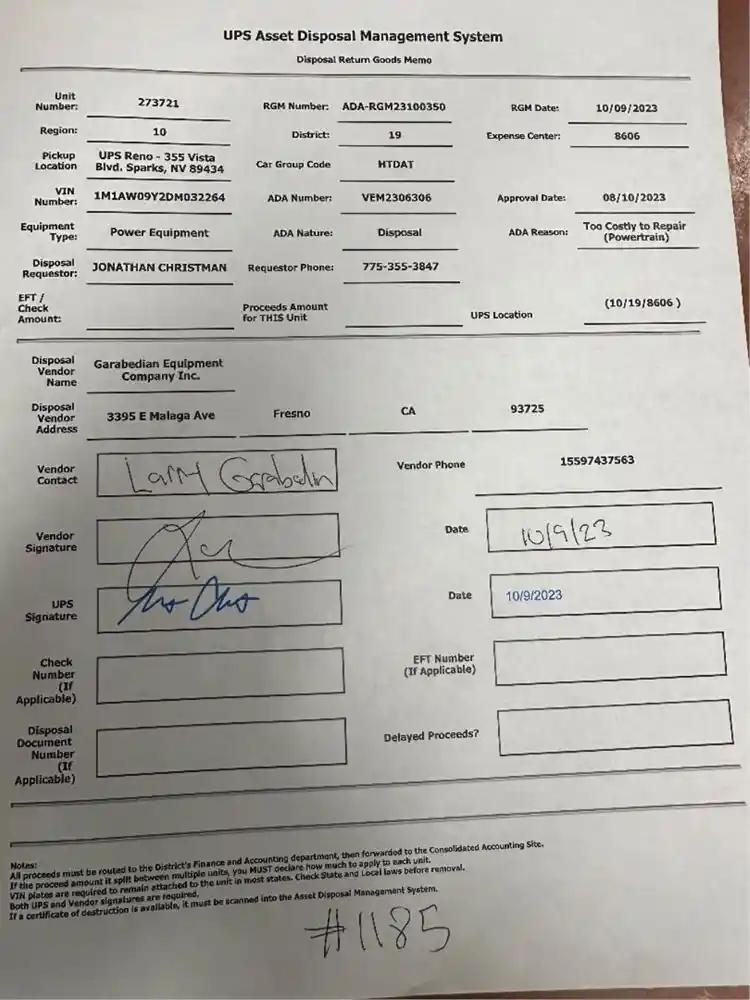 UPS Asset Disposal Management System
Disposal Return Goods Memo
Unit Number: 273721 RGM Number: ADA-RGM23100350 RGM Date: 10/09/2023
Region: 10 District: 19 Expense Center: 8606
Pickup Location UPS Reno - 355 Vista Blvd. Sparks, NV 89434 Car Group Code HTDAT
VIN Number: 1M1AW09Y2DM032264 ADA Number: VEM2306306 Approval Date: 08/10/2023
Equipment Type: Power Equipment ADA Nature: Disposal ADA Reason: Too Costly to Repair (Powertrain)
Disposal Requestor: JONATHAN CHRISTMAN Requestor Phone: 775-355-3847
EFT / Check Amount: Proceeds Amount for THIS Unit UPS Location (10/19/8606 )
Disposal Vendor Name Garabedian Equipment Company Inc.
Disposal Vendor Address 3395 E Malaga Ave Fresno CA 93725
Vendor Contact Larry Vendor Phone 15597437563
Vendor Signature Date 10/9/23
UPS Signature Date 10/9/2023
Check Number (If Applicable) EFT Number (If Applicable)
Disposal Document Number (If Applicable) Delayed Proceeds?
Notes:
All proceeds must be routed to the District's Finance and Accounting department, then forwarded to the Consolidated Accounting Site.
If the proceed amount it split between multiple units, you MUST declare how much to apply to each unit.
VIN plates are required to remain attached to the unit in most states. Check State and Local laws before removal.
Both UPS and Vendor signatures are required.
If a certificate of destruction is available, it must be scanned into the Asset Disposal Management System.
#1185